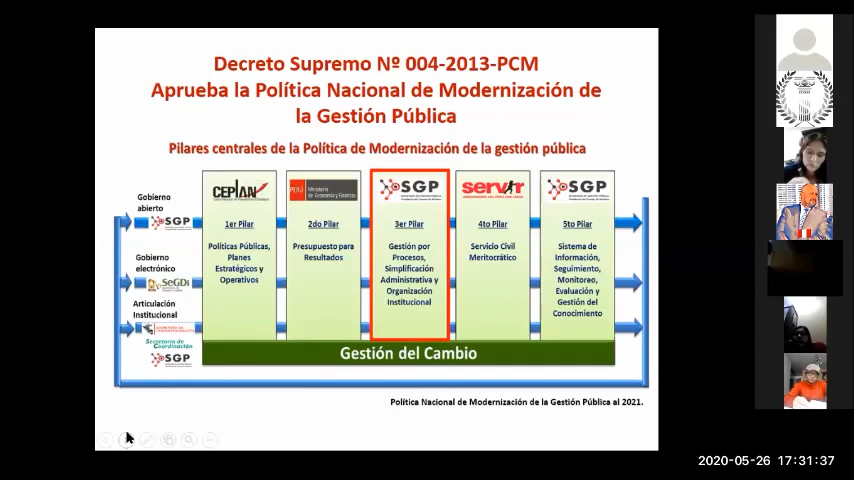 Decreto Supremo Nº 004-2013-PCM
Aprueba la Política Nacional de Modernización de
la Gestión Pública
Pilares centrales de la Política de Modernización de la gestión pública
Gobierno
abierto
SGP
Gobierno
electrónico
SeGDi
Articulación
Institucional
Secretaría de
Coordinación
SGP
CEPLAN
1er Pilar
Políticas Públicas,
Planes
Estratégicos y
Operativos
PERÚ
Ministerio
de Economía y Finanzas
2do Pilar
Presupuesto para
Resultados
SGP
3er Pilar
Gestión por
Procesos,
Simplificación
Administrativa y
Organización
Institucional
servir
4to Pilar
Servicio Civil
Meritocrático
SGP
5to Pilar
Sistema de
Información,
Seguimiento,
Monitoreo,
Evaluación y
Gestión del
Conocimiento
Gestión del Cambio
Política Nacional de Modernización de la Gestión Pública al 2021.
2020-05-26 17:31:37